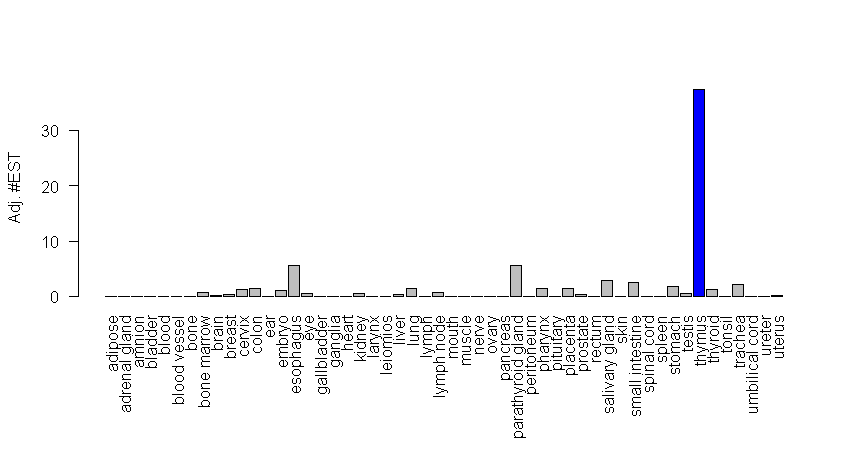 Adj. #EST
30
20
10
0
adipose
adrenal gland
amnion
bladder
blood
blood vessel
bone
bone marrow
brain
breast
cervix
colon
ear
embryo
esophagus
eye
gallbladder
ganglia
heart
kidney
larynx
leiomios
liver
lung
lymph
lymph node
mouth
muscle
nerve
ovary
pancreas
parathyroid gland
peritoneum
pharynx
pituitary
placenta
prostate
rectum
salivary gland
skin
small intestine
spinal cord
spleen
stomach
testis
thymus
thyroid
tonsil
trachea
umbilical cord
ureter
uterus